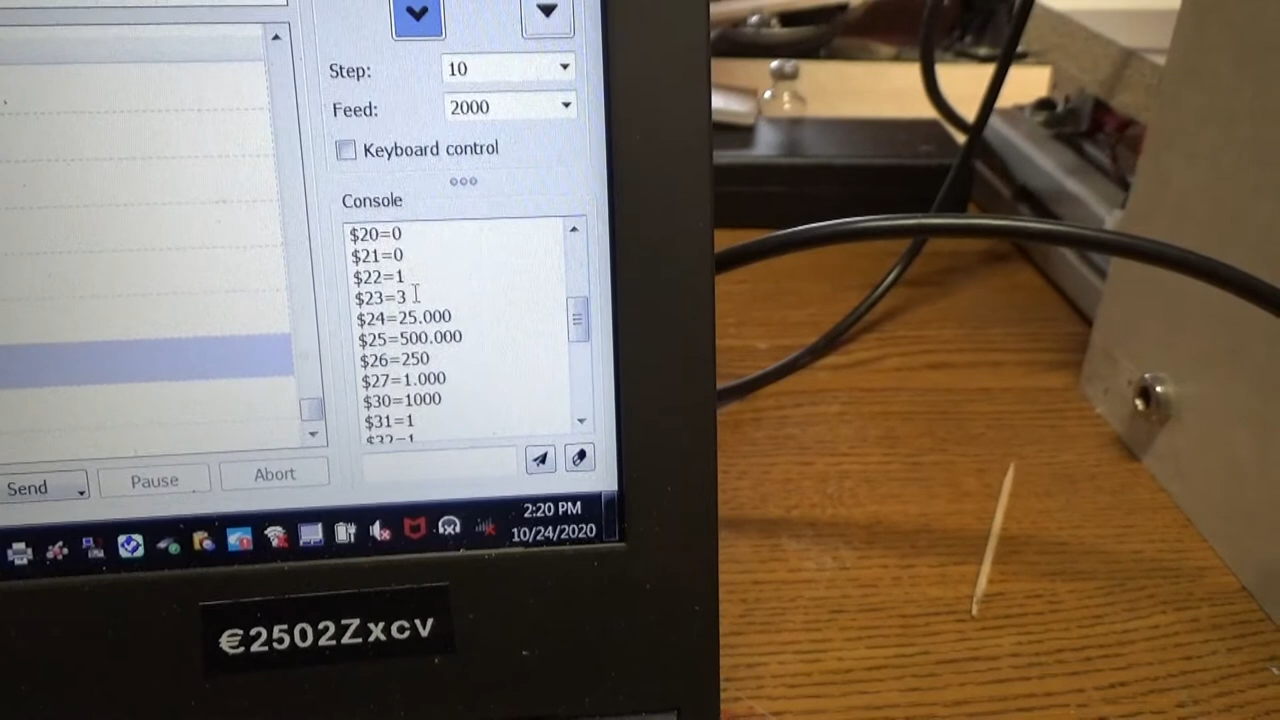 Step: 10
Feed: 2000
Keyboard control
Console
$20=0
$21=0
$22=1
$23=3
$24=25.000
$25=500.000
$26=250
$27=1.000
$30=1000
$31=1
$32=1
Send Pause Abort
2:20 PM
10/24/2020
€2502Zxcv